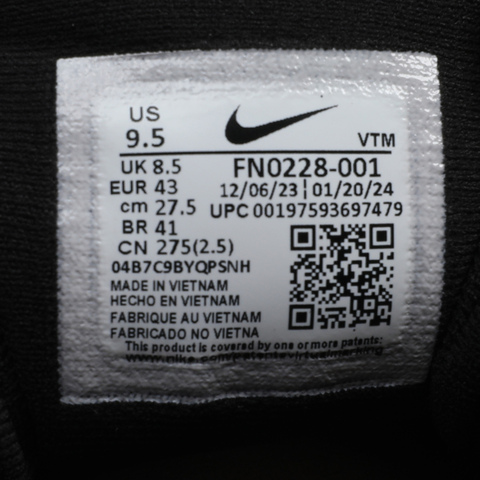 US
9.5
VTM
UK 8.5
FN0228-001
EUR 43
12/06/23 | 01/20/24
cm 27.5
UPC 00197593697479
BR 41
CN 275(2.5)
04B7C9BYQPSNH
MADE IN VIETNAM
HECHO EN VIETNAM
FABRIQUE AU VIETNAM
FABRICADO NO VIETNA
This product is covered by one or more patents: